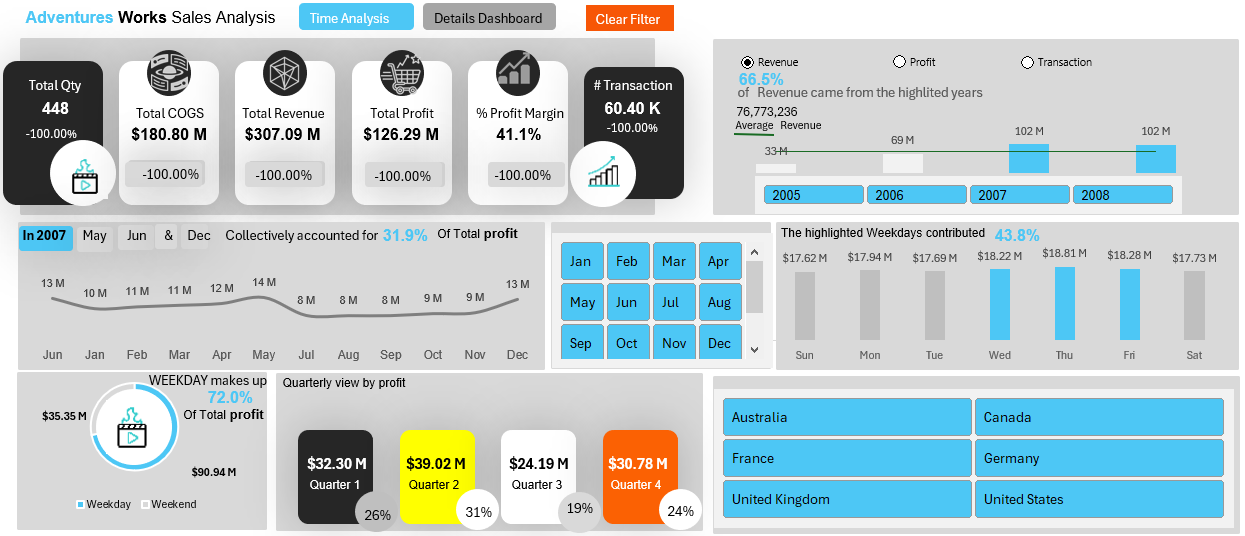 Adventures Works Sales Analysis
Time Analysis
Details Dashboard
Clear Filter
Total Qty
448
-100.00%
Total COGS
$180.80 M
-100.00%
Total Revenue
$307.09 M
-100.00%
Total Profit
$126.29 M
-100.00%
% Profit Margin
41.1%
-100.00%
# Transaction
60.40 K
-100.00%
Revenue
Profit
Transaction
66.5%
of Revenue came from the highlited years
76,773,236
Average Revenue
33 M
69 M
102 M
102 M
2005
2006
2007
2008
In 2007 May Jun & Dec Collectively accounted for 31.9% Of Total profit
13 M
10 M
11 M
11 M
12 M
14 M
8 M
8 M
8 M
9 M
9 M
13 M
Jun
Jan
Feb
Mar
Apr
May
Jul
Aug
Sep
Oct
Nov
Dec
Jan
Feb
Mar
Apr
May
Jun
Jul
Aug
Sep
Oct
Nov
Dec
The highlighted Weekdays contributed 43.8%
$17.62 M
$17.94 M
$17.69 M
$18.22 M
$18.81 M
$18.28 M
$17.73 M
Sun
Mon
Tue
Wed
Thu
Fri
Sat
WEEKDAY makes up
72.0%
Of Total profit
$35.35 M
$90.94 M
Weekday
Weekend
Quarterly view by profit
$32.30 M
Quarter 1
26%
$39.02 M
Quarter 2
31%
$24.19 M
Quarter 3
19%
$30.78 M
Quarter 4
24%
Australia
Canada
France
Germany
United Kingdom
United States